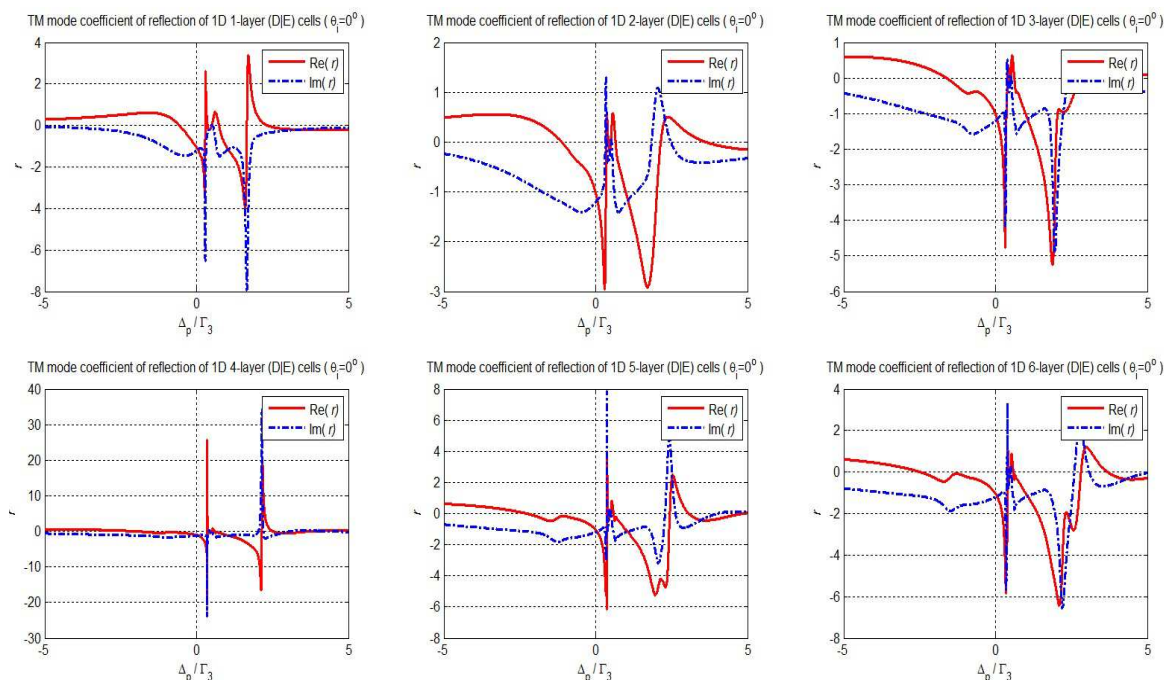 TM mode coefficient of reflection of 1D 1-layer (D|E) cells ( θi=0o )
4
2
0
-2
-4
-6
-8
r
Re( r)
Im( r)
-5
0
5
Δp / Γ3
TM mode coefficient of reflection of 1D 2-layer (D|E) cells ( θi=0o )
2
1
0
-1
-2
-3
r
Re( r)
Im( r)
-5
0
5
Δp / Γ3
TM mode coefficient of reflection of 1D 3-layer (D|E) cells ( θi=0o )
1
0
-1
-2
-3
-4
-5
-6
r
Re( r)
Im( r)
-5
0
5
Δp / Γ3
TM mode coefficient of reflection of 1D 4-layer (D|E) cells ( θi=0o )
40
30
20
10
0
-10
-20
-30
r
Re( r)
Im( r)
-5
0
5
Δp / Γ3
TM mode coefficient of reflection of 1D 5-layer (D|E) cells ( θi=0o )
8
6
4
2
0
-2
-4
-6
-8
r
Re( r)
Im( r)
-5
0
5
Δp / Γ3
TM mode coefficient of reflection of 1D 6-layer (D|E) cells ( θi=0o )
4
2
0
-2
-4
-6
-8
r
Re( r)
Im( r)
-5
0
5
Δp / Γ3